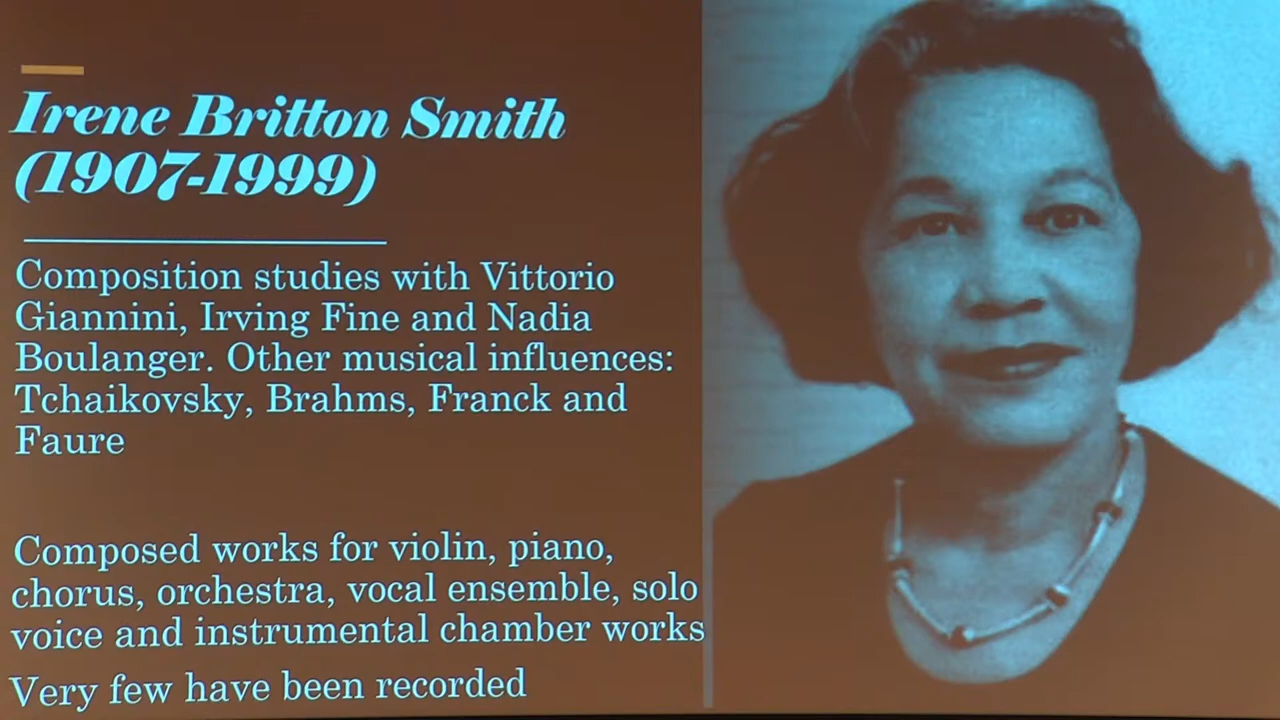 Irene Britton Smith
(1907-1999)
Composition studies with Vittorio
Giannini, Irving Fine and Nadia
Boulanger. Other musical influences:
Tchaikovsky, Brahms, Franck and
Faure
Composed works for violin, piano,
chorus, orchestra, vocal ensemble, solo
voice and instrumental chamber works
Very few have been recorded